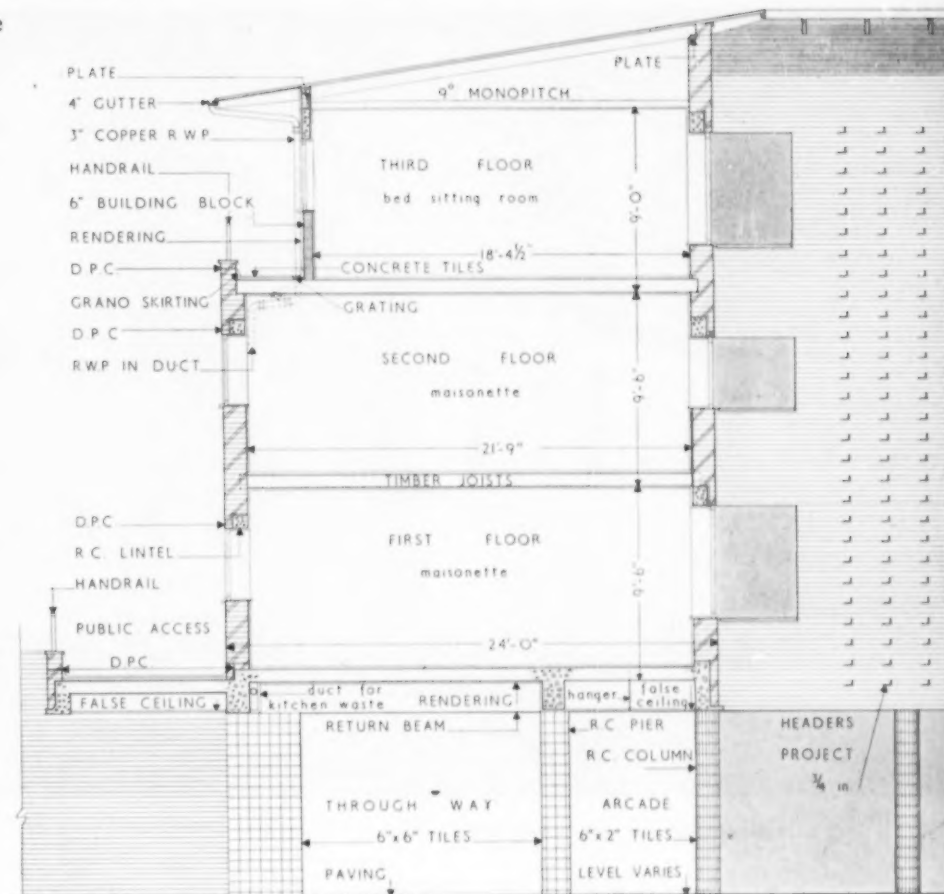 PLATE
PLATE
4" GUTTER
9° MONOPITCH
3" COPPER R.W.P
HANDRAIL
THIRD FLOOR
bed sitting room
6" BUILDING BLOCK
9'-0"
RENDERING
18'-4½"
D.P.C
CONCRETE TILES
GRANO SKIRTING
GRATING
D.P.C
R.W.P IN DUCT
SECOND FLOOR
maisonette
9'-6"
21'-9"
TIMBER JOISTS
D.P.C
R.C. LINTEL
FIRST FLOOR
maisonette
9'-6"
HANDRAIL
PUBLIC ACCESS
24'-0"
D.P.C
FALSE CEILING
duct for
kitchen waste
RENDERING
hanger
false
ceiling
RETURN BEAM
R.C. PIER
R.C. COLUMN
HEADERS
PROJECT
¾ in
THROUGH WAY
ARCADE
6"x 6" TILES
6"x 2" TILES
PAVING
LEVEL VARIES